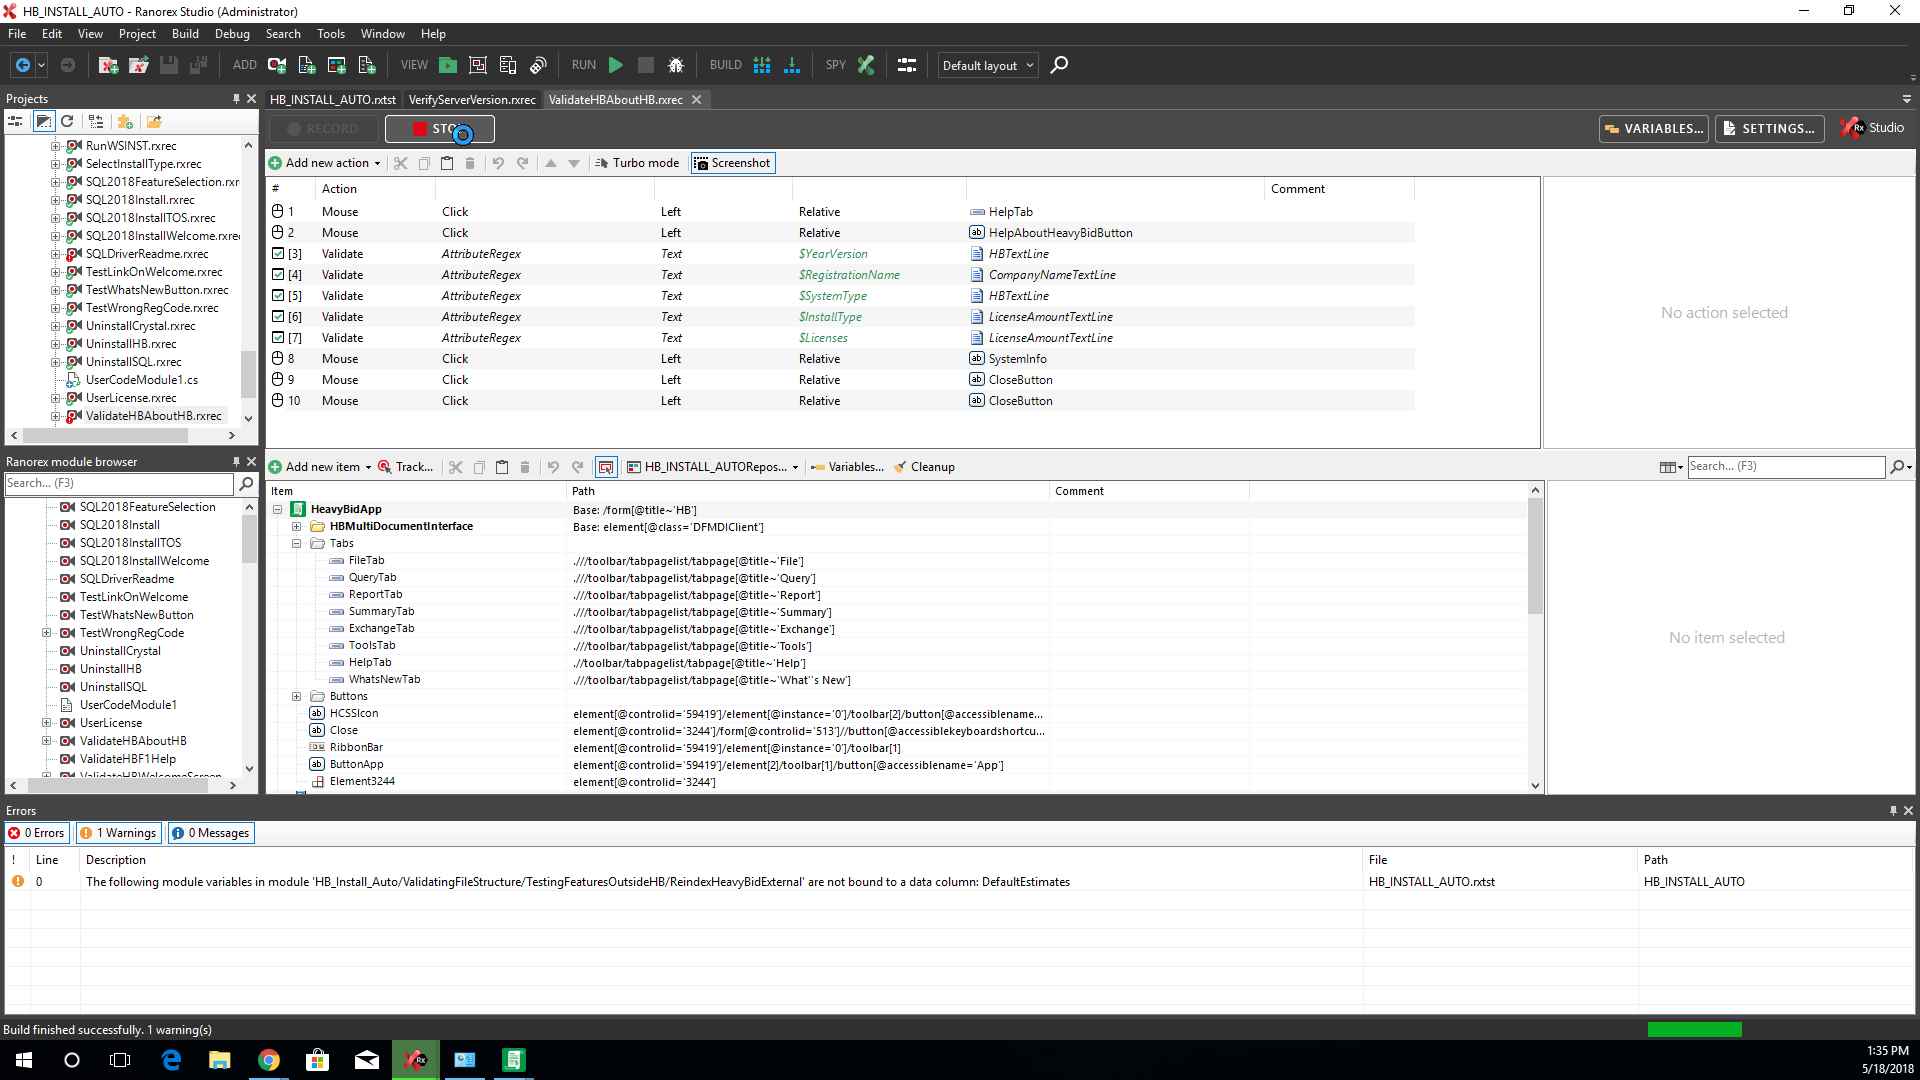 HB_INSTALL_AUTO - Ranorex Studio (Administrator)
File Edit View Project Build Debug Search Tools Window Help
ADD VIEW RUN BUILD SPY Default layout
Projects
HB_INSTALL_AUTO.rxtst VerifyServerVersion.rxrec ValidateHBAboutHB.rxrec
RECORD VARIABLES... SETTINGS... Rx Studio
RunWSINST.rxrec
SelectInstallType.rxrec
SQL2018FeatureSelection.rxr
SQL2018Install.rxrec
SQL2018InstallTOS.rxrec
SQL2018InstallWelcome.rxre
SQLDriverReadme.rxrec
TestLinkOnWelcome.rxrec
TestWhatsNewButton.rxrec
TestWrongRegCode.rxrec
UninstallCrystal.rxrec
UninstallHB.rxrec
UninstallSQL.rxrec
UserCodeModule1.cs
UserLicense.rxrec
ValidateHBAboutHB.rxrec
Add new action Turbo mode Screenshot
# Action Comment
1 Mouse Click Left Relative HelpTab
2 Mouse Click Left Relative HelpAboutHeavyBidButton
[3] Validate AttributeRegex Text $YearVersion HBTextLine
[4] Validate AttributeRegex Text $RegistrationName CompanyNameTextLine
[5] Validate AttributeRegex Text $SystemType HBTextLine
[6] Validate AttributeRegex Text $InstallType LicenseAmountTextLine
[7] Validate AttributeRegex Text $Licenses LicenseAmountTextLine
8 Mouse Click Left Relative SystemInfo
9 Mouse Click Left Relative CloseButton
10 Mouse Click Left Relative CloseButton
No action selected
Ranorex module browser
Search... (F3)
SQL2018FeatureSelection
SQL2018Install
SQL2018InstallTOS
SQL2018InstallWelcome
SQLDriverReadme
TestLinkOnWelcome
TestWhatsNewButton
TestWrongRegCode
UninstallCrystal
UninstallHB
UninstallSQL
UserCodeModule1
UserLicense
ValidateHBAboutHB
ValidateHBF1Help
ValidateHBWelcomeScreen
Add new item Track... HB_INSTALL_AUTORepos... Variables... Cleanup Search... (F3)
Item Path Comment
HeavyBidApp Base: /form[@title~'HB']
HBMultiDocumentInterface Base: element[@class='DFMDIClient']
Tabs
FileTab .///toolbar/tabpagelist/tabpage[@title~'File']
QueryTab .///toolbar/tabpagelist/tabpage[@title~'Query']
ReportTab .///toolbar/tabpagelist/tabpage[@title~'Report']
SummaryTab .///toolbar/tabpagelist/tabpage[@title~'Summary']
ExchangeTab .///toolbar/tabpagelist/tabpage[@title~'Exchange']
ToolsTab .///toolbar/tabpagelist/tabpage[@title~'Tools']
HelpTab .//toolbar/tabpagelist/tabpage[@title~'Help']
WhatsNewTab .///toolbar/tabpagelist/tabpage[@title~'What''s New']
Buttons
HCSSIcon element[@controlid='59419']/element[@instance='0']/toolbar[2]/button[@accessiblename...
Close element[@controlid='3244']/form[@controlid='513']//button[@accessiblekeyboardshortcu...
RibbonBar element[@controlid='59419']/element[@instance='0']/toolbar[1]
ButtonApp element[@controlid='59419']/element[2]/toolbar[1]/button[@accessiblename='App']
Element3244 element[@controlid='3244']
No item selected
Errors
0 Errors 1 Warnings 0 Messages
! Line Description File Path
0 The following module variables in module 'HB_Install_Auto/ValidatingFileStructure/TestingFeaturesOutsideHB/ReindexHeavyBidExternal' are not bound to a data column: DefaultEstimates HB_INSTALL_AUTO.rxtst HB_INSTALL_AUTO
Build finished successfully. 1 warning(s)
1:35 PM
5/18/2018